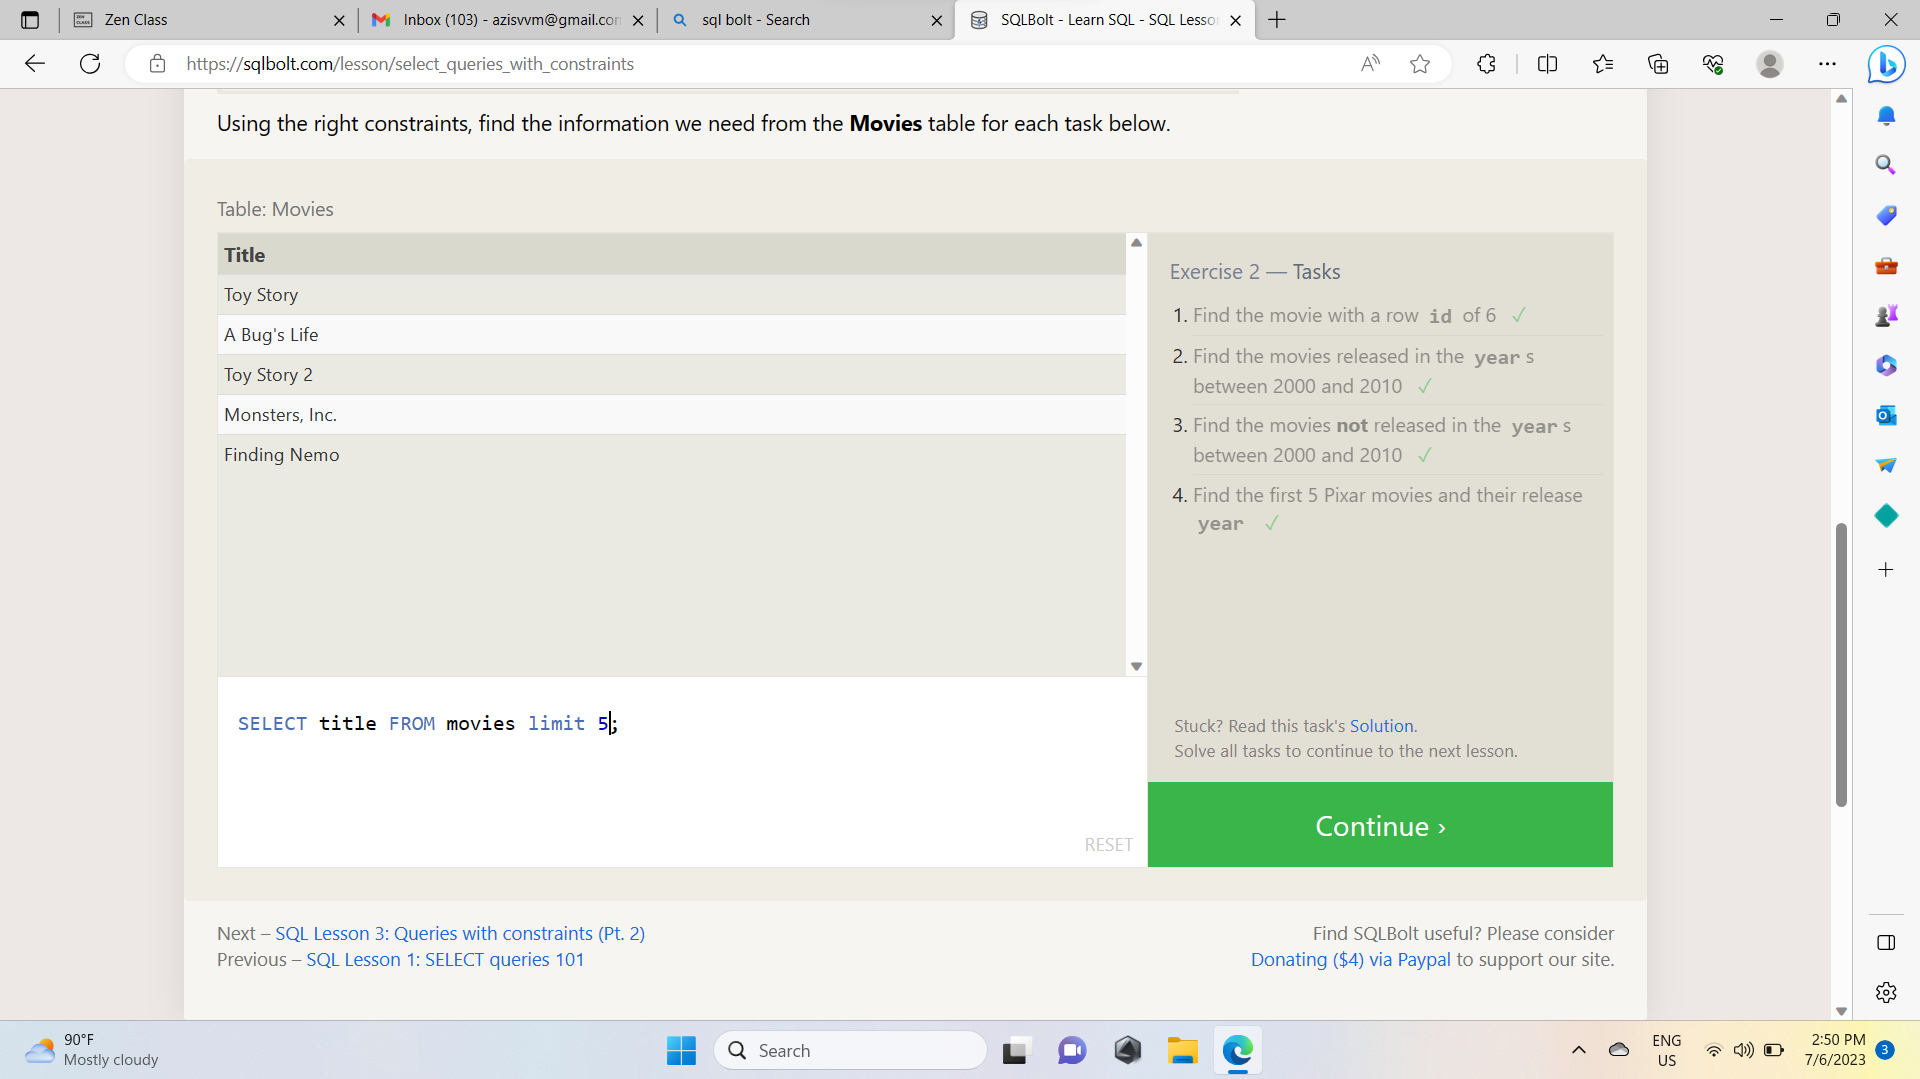 Zen Class
Inbox (103) - azisvvm@gmail.con
sql bolt - Search
SQLBolt - Learn SQL - SQL Lesso
https://sqlbolt.com/lesson/select_queries_with_constraints
Using the right constraints, find the information we need from the Movies table for each task below.
Table: Movies
Title
Toy Story
A Bug's Life
Toy Story 2
Monsters, Inc.
Finding Nemo
SELECT title FROM movies limit 5;
RESET
Exercise 2 — Tasks
1. Find the movie with a row id of 6 ✓
2. Find the movies released in the year s
between 2000 and 2010 ✓
3. Find the movies not released in the year s
between 2000 and 2010 ✓
4. Find the first 5 Pixar movies and their release
year ✓
Stuck? Read this task's Solution.
Solve all tasks to continue to the next lesson.
Continue ›
Next – SQL Lesson 3: Queries with constraints (Pt. 2)
Previous – SQL Lesson 1: SELECT queries 101
Find SQLBolt useful? Please consider
Donating ($4) via Paypal to support our site.
90°F
Mostly cloudy
Search
ENG
US
2:50 PM
7/6/2023
3